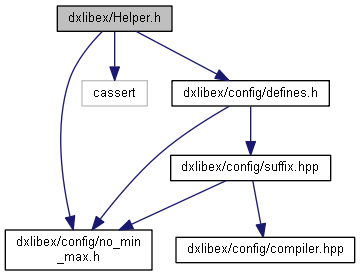 dxlibex/Helper.h
cassert
dxlibex/config/defines.h
dxlibex/config/suffix.hpp
dxlibex/config/no_min
_max.h
dxlibex/config/compiler.hpp